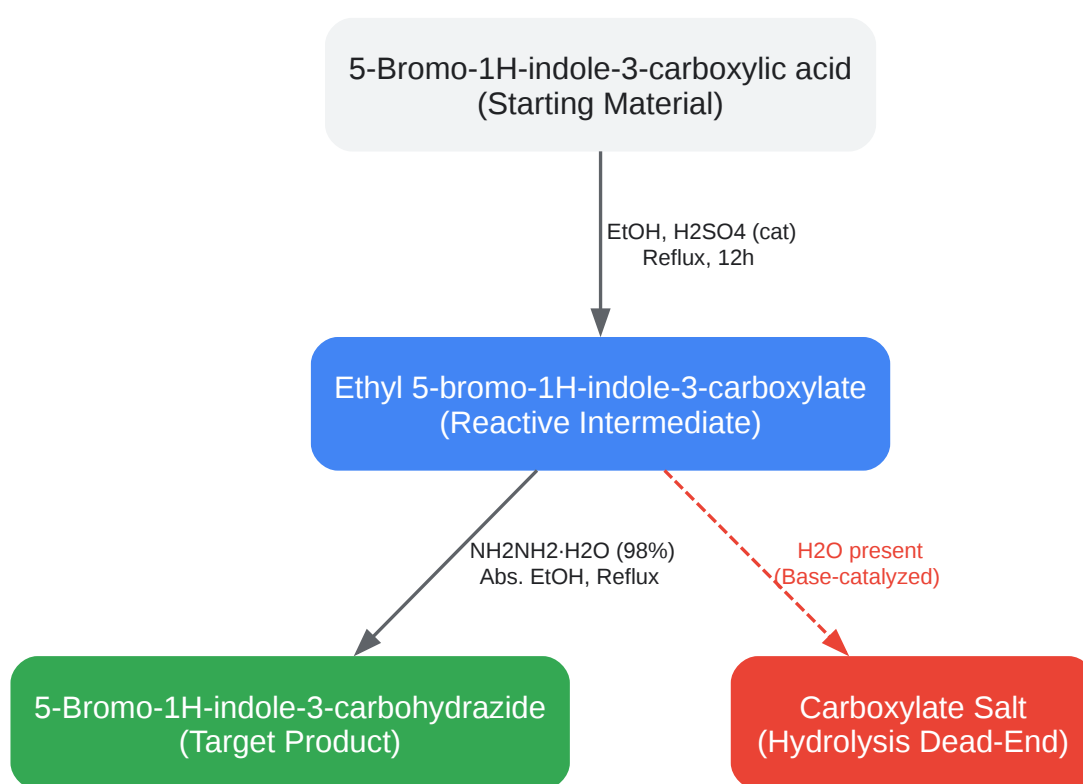 5-Bromo-1H-indole-3-carboxylic acid
(Starting Material)
EtOH, H2SO4 (cat)
Reflux, 12h
Ethyl 5-bromo-1H-indole-3-carboxylate
(Reactive Intermediate)
NH2NH2·H2O (98%)
Abs. EtOH, Reflux
H2O present
(Base-catalyzed)
5-Bromo-1H-indole-3-carbohydrazide
(Target Product)
Carboxylate Salt
(Hydrolysis Dead-End)